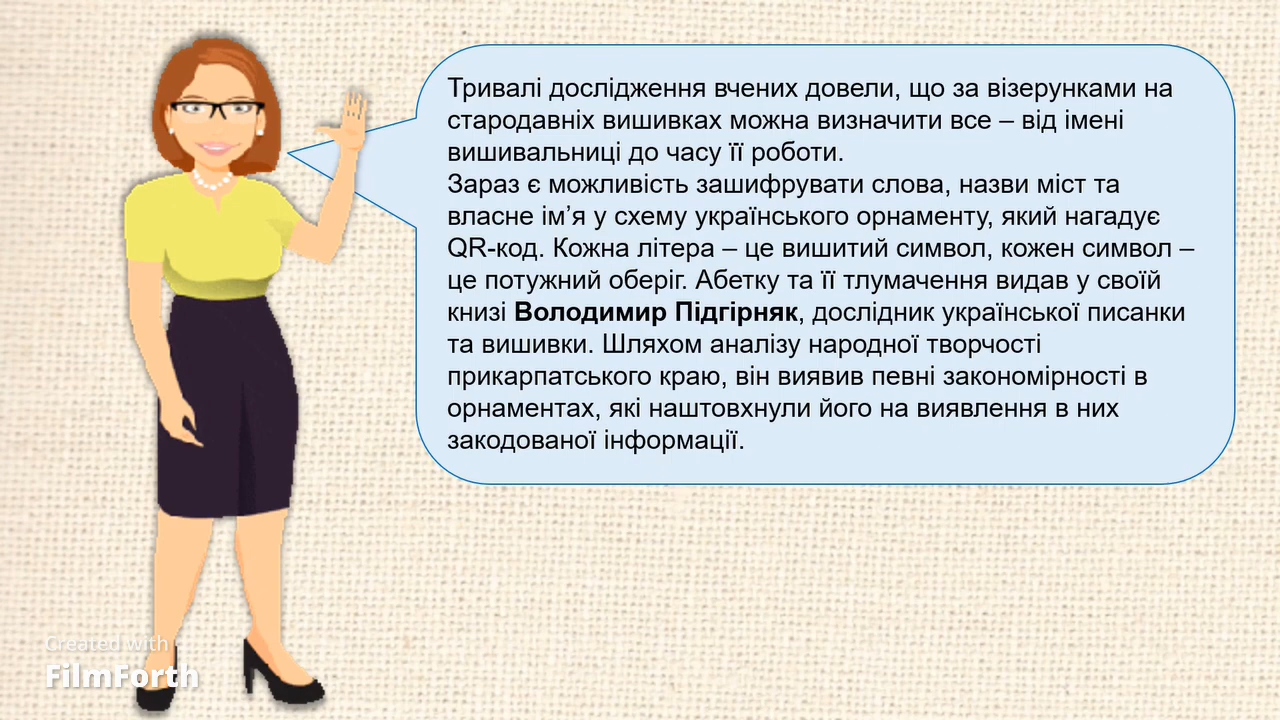 Тривалі дослідження вчених довели, що за візерунками на
стародавніх вишивках можна визначити все – від імені
вишивальниці до часу її роботи.
Зараз є можливість зашифрувати слова, назви міст та
власне ім’я у схему українського орнаменту, який нагадує
QR-код. Кожна літера – це вишитий символ, кожен символ –
це потужний оберіг. Абетку та її тлумачення видав у своїй
книзі Володимир Підгірняк, дослідник української писанки
та вишивки. Шляхом аналізу народної творчості
прикарпатського краю, він виявив певні закономірності в
орнаментах, які наштовхнули його на виявлення в них
закодованої інформації.
Created with
FilmForth